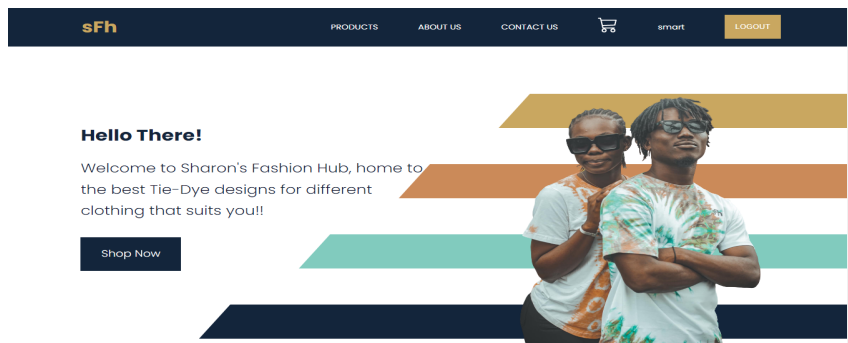 sFh
PRODUCTS
ABOUT US
CONTACT US
smart
LOGOUT
Hello There!
Welcome to Sharon's Fashion Hub, home to
the best Tie-Dye designs for different
clothing that suits you!!
Shop Now